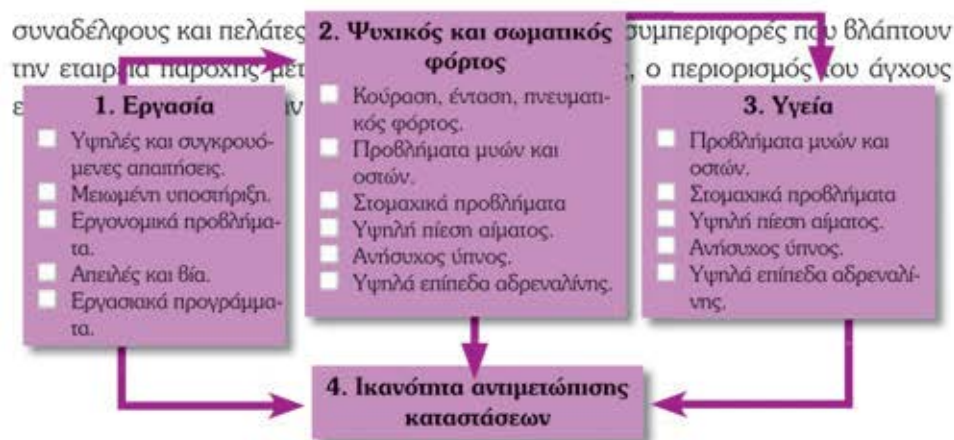 συναδέλφους και πελάτες
συμπεριφορές που βλάπτουν
την εταιρεία παροχής
ο περιορισμός του άγχους
1. Εργασία
Υψηλές και συγκρουό-
μενες απαιτήσεις.
Μειωμένη υποστήριξη.
Εργονομικά προβλήμα-
τα.
Απειλές και βία.
Εργασιακά προγράμμα-
τα.
2. Ψυχικός και σωματικός
φόρτος
Κούραση, ένταση, πνευματι-
κός φόρτος.
Προβλήματα μυών και
οστών.
Στομαχικά προβλήματα
Υψηλή πίεση αίματος.
Ανήσυχος ύπνος.
Υψηλά επίπεδα αδρεναλίνης.
3. Υγεία
Προβλήματα μυών και
οστών.
Στομαχικά προβλήματα
Υψηλή πίεση αίματος.
Ανήσυχος ύπνος.
Υψηλά επίπεδα αδρεναλί-
νης.
4. Ικανότητα αντιμετώπισης
καταστάσεων